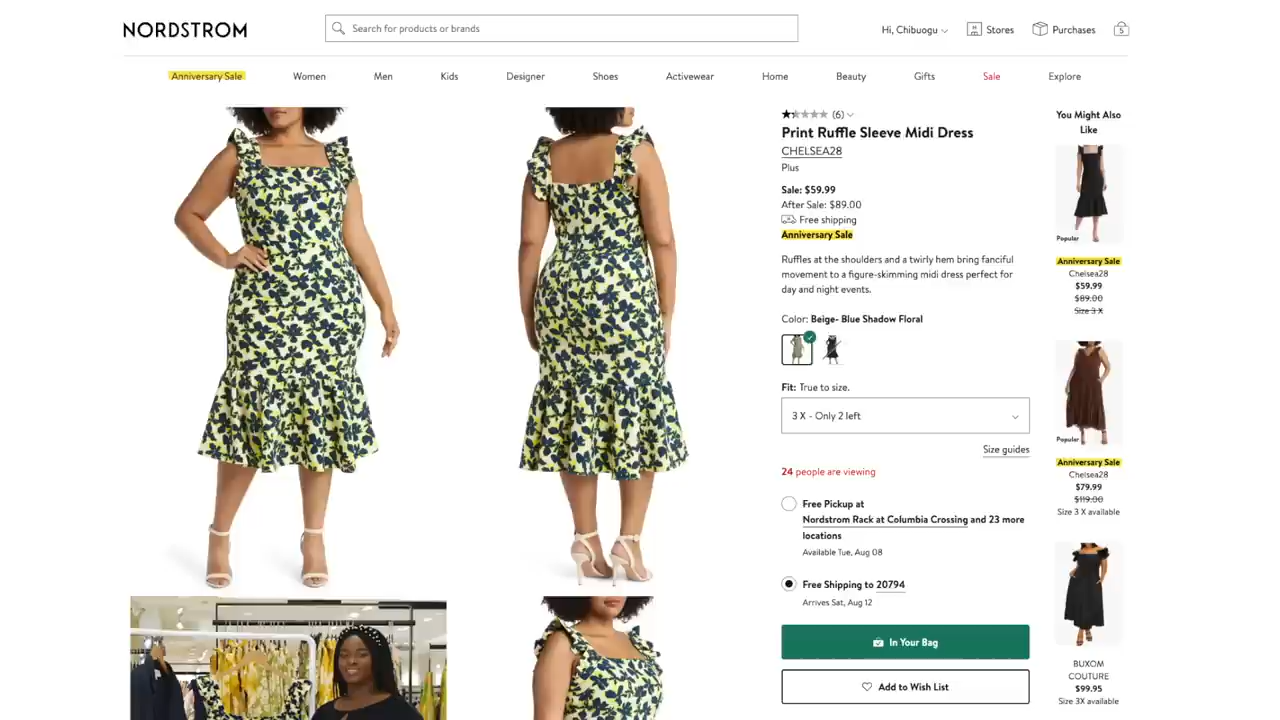 NORDSTROM
Search for products or brands
Hi, Chibuogu
Stores
Purchases
5
Anniversary Sale
Women
Men
Kids
Designer
Shoes
Activewear
Home
Beauty
Gifts
Sale
Explore
(6)
Print Ruffle Sleeve Midi Dress
CHELSEA28
Plus
Sale: $59.99
After Sale: $89.00
Free shipping
Anniversary Sale
Ruffles at the shoulders and a twirly hem bring fanciful
movement to a figure-skimming midi dress perfect for
day and night events.
Color: Beige- Blue Shadow Floral
Fit: True to size.
3 X - Only 2 left
Size guides
24 people are viewing
Free Pickup at
Nordstrom Rack at Columbia Crossing and 23 more
locations
Available Tue, Aug 08
Free Shipping to 20794
Arrives Sat, Aug 12
In Your Bag
Add to Wish List
You Might Also
Like
Popular
Anniversary Sale
Chelsea28
$59.99
$89.00
Size 3 X
Popular
Anniversary Sale
Chelsea28
$79.99
$119.00
Size 3 X available
BUXOM
COUTURE
$99.95
Size 3X available